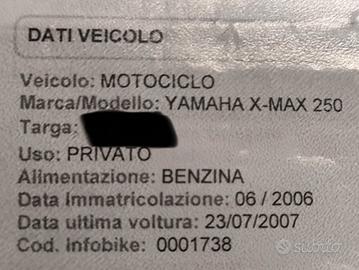 DATI VEICOLO
Veicolo: MOTOCICLO
Marca/Modello: YAMAHA X-MAX 250
Targa:
Uso: PRIVATO
Alimentazione: BENZINA
Data Immatricolazione: 06 / 2006
Data ultima voltura: 23/07/2007
Cod. Infobike: 0001738
subito